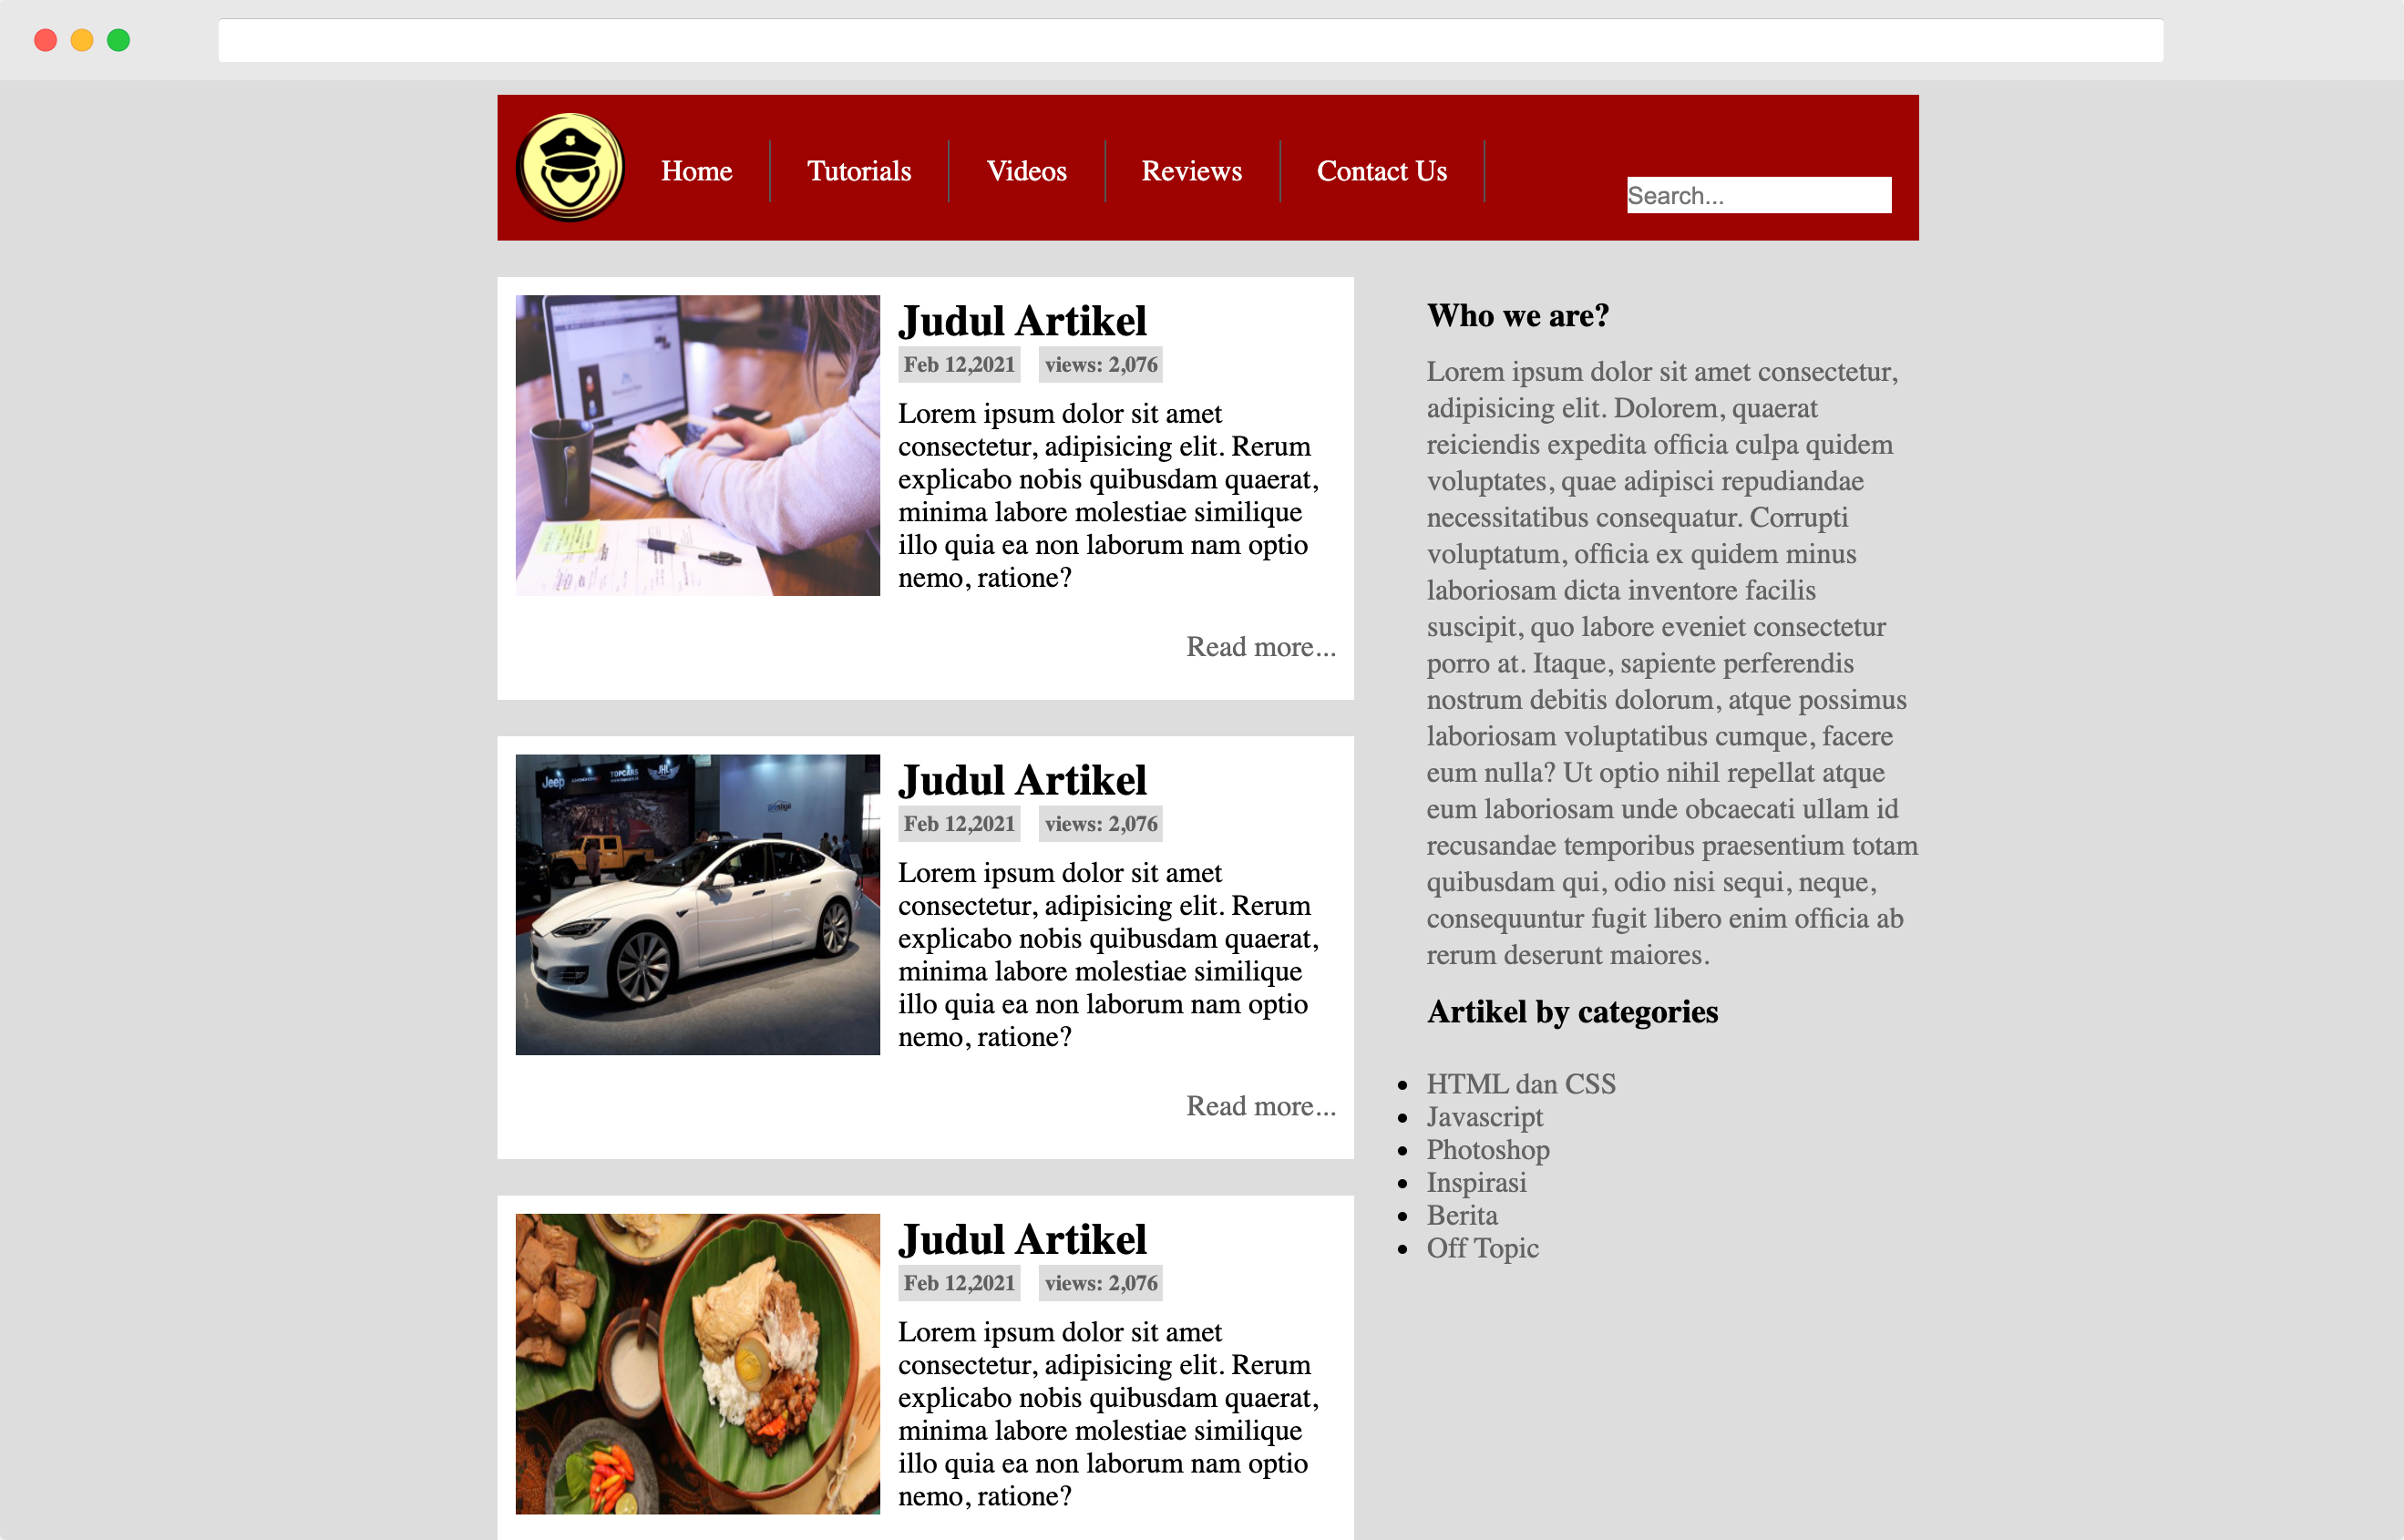 Home
Tutorials
Videos
Reviews
Contact Us
Search...
Judul Artikel
Feb 12,2021
views: 2,076
Lorem ipsum dolor sit amet
consectetur, adipisicing elit. Rerum
explicabo nobis quibusdam quaerat,
minima labore molestiae similique
illo quia ea non laborum nam optio
nemo, ratione?
Read more...
Jeep
TOPCARS
JHL
Judul Artikel
Feb 12,2021
views: 2,076
Lorem ipsum dolor sit amet
consectetur, adipisicing elit. Rerum
explicabo nobis quibusdam quaerat,
minima labore molestiae similique
illo quia ea non laborum nam optio
nemo, ratione?
Read more...
Judul Artikel
Feb 12,2021
views: 2,076
Lorem ipsum dolor sit amet
consectetur, adipisicing elit. Rerum
explicabo nobis quibusdam quaerat,
minima labore molestiae similique
illo quia ea non laborum nam optio
nemo, ratione?
Who we are?
Lorem ipsum dolor sit amet consectetur,
adipisicing elit. Dolorem, quaerat
reiciendis expedita officia culpa quidem
voluptates, quae adipisci repudiandae
necessitatibus consequatur. Corrupti
voluptatum, officia ex quidem minus
laboriosam dicta inventore facilis
suscipit, quo labore eveniet consectetur
porro at. Itaque, sapiente perferendis
nostrum debitis dolorum, atque possimus
laboriosam voluptatibus cumque, facere
eum nulla? Ut optio nihil repellat atque
eum laboriosam unde obcaecati ullam id
recusandae temporibus praesentium totam
quibusdam qui, odio nisi sequi, neque,
consequuntur fugit libero enim officia ab
rerum deserunt maiores.
Artikel by categories
HTML dan CSS
Javascript
Photoshop
Inspirasi
Berita
Off Topic